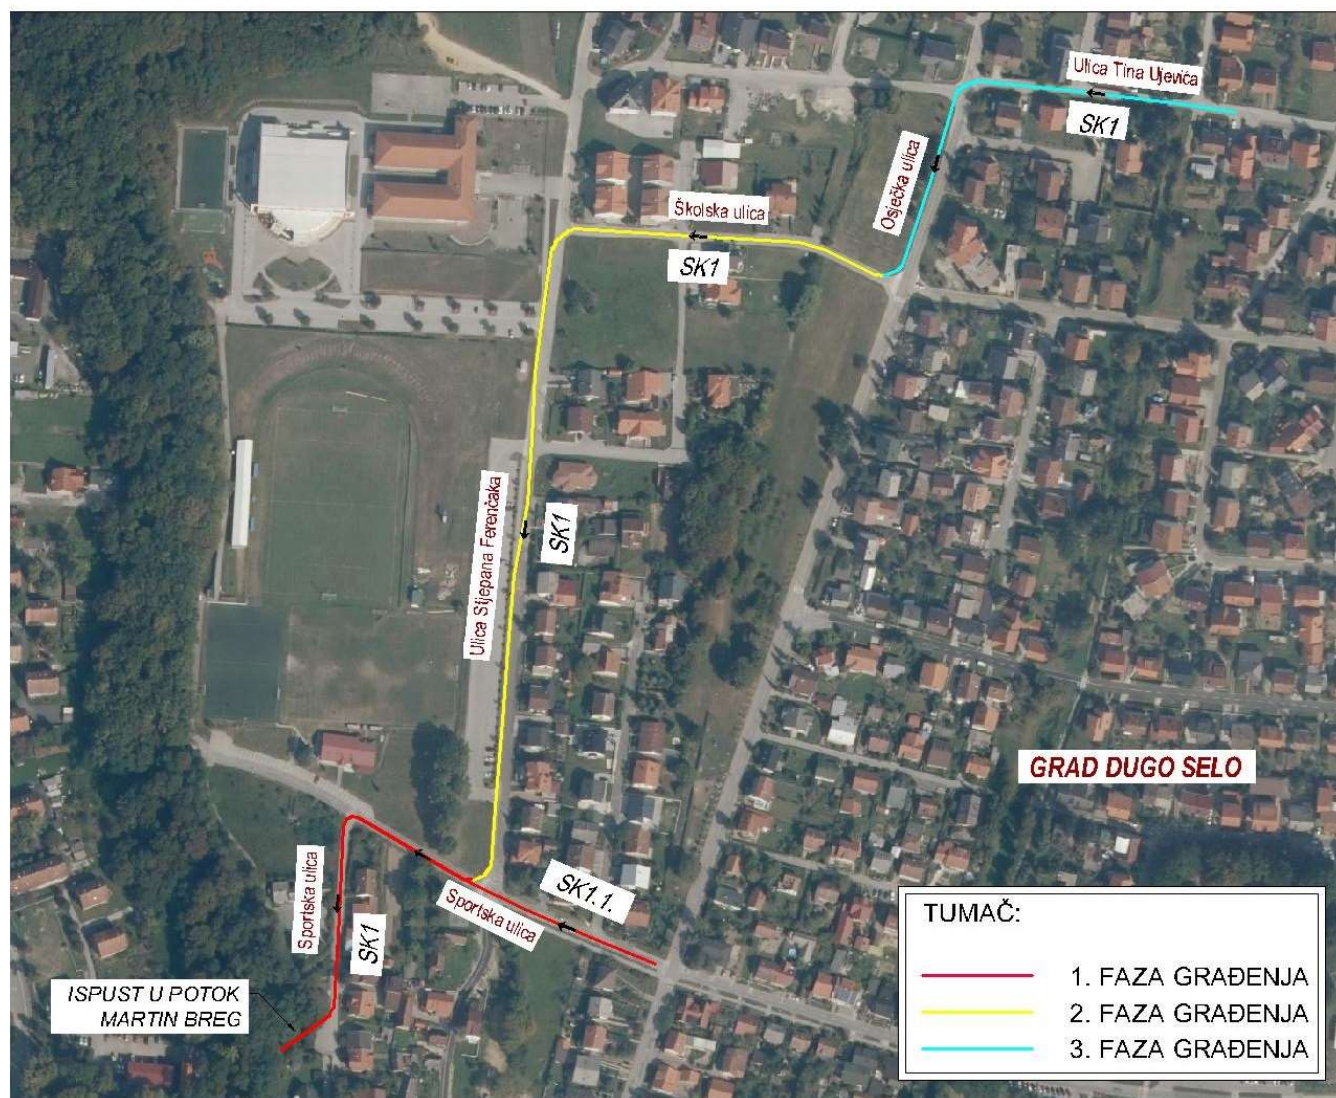 Ulica Tina Ujevića
SK1
Osječka ulica
Školska ulica
SK1
Ulica Stjepana Ferenčaka
SK1
GRAD DUGO SELO
SK1.1.
Sportska ulica
Sportska ulica
SK1
ISPUST U POTOK
MARTIN BREG
TUMAČ:
1. FAZA GRAĐENJA
2. FAZA GRAĐENJA
3. FAZA GRAĐENJA